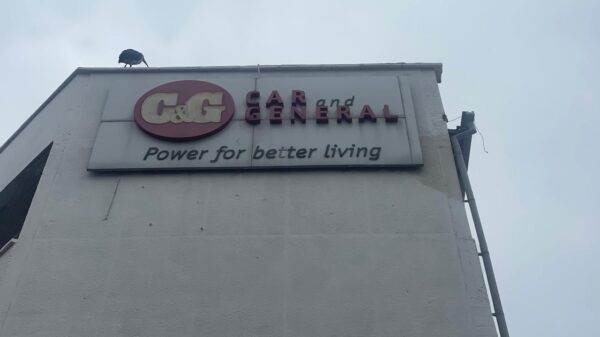 C&G
CAR and
GENERAL
Power for better living